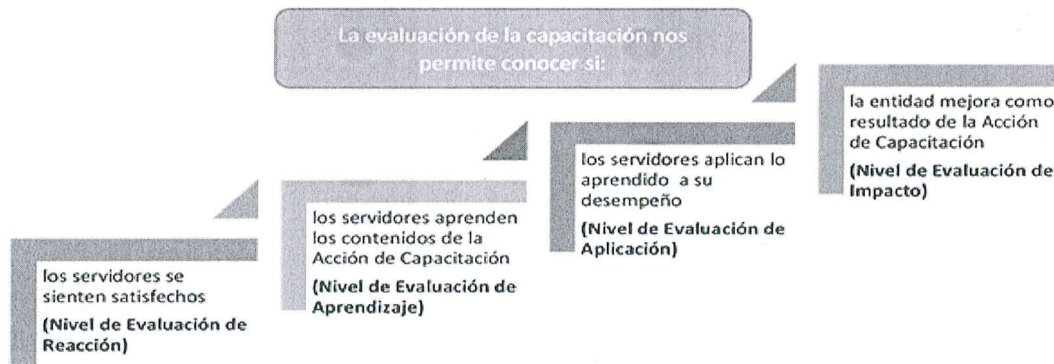 La evaluación de la capacitación nos
permite conocer si:
los servidores se
sienten satisfechos
(Nivel de Evaluación de
Reacción)
los servidores aprenden
los contenidos de la
Acción de Capacitación
(Nivel de Evaluación de
Aprendizaje)
los servidores aplican lo
aprendido a su
desempeño
(Nivel de Evaluación de
Aplicación)
la entidad mejora como
resultado de la Acción
de Capacitación
(Nivel de Evaluación de
Impacto)